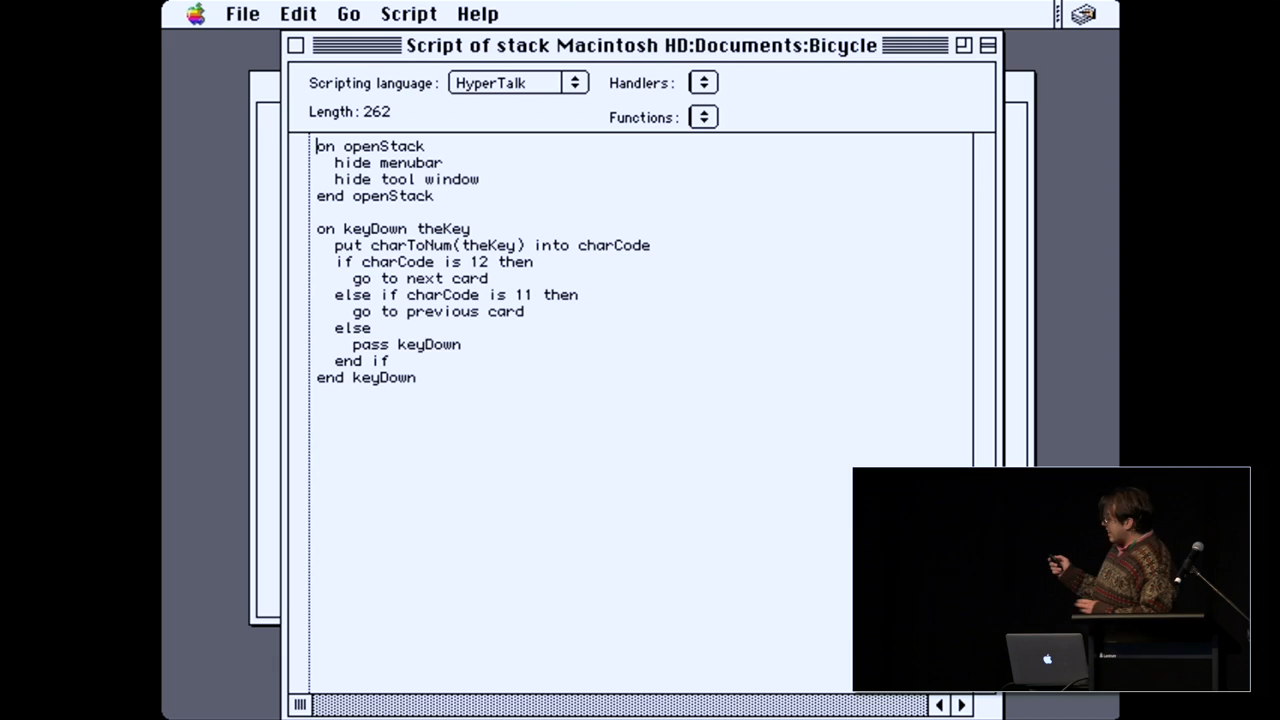 File Edit Go Script Help
Script of stack Macintosh HD:Documents:Bicycle
Scripting language: HyperTalk Handlers:
Length: 262
Functions:
on openStack
hide menubar
hide tool window
end openStack
on keyDown theKey
put charToNum(theKey) into charCode
if charCode is 12 then
go to next card
else if charCode is 11 then
go to previous card
else
pass keyDown
end if
end keyDown